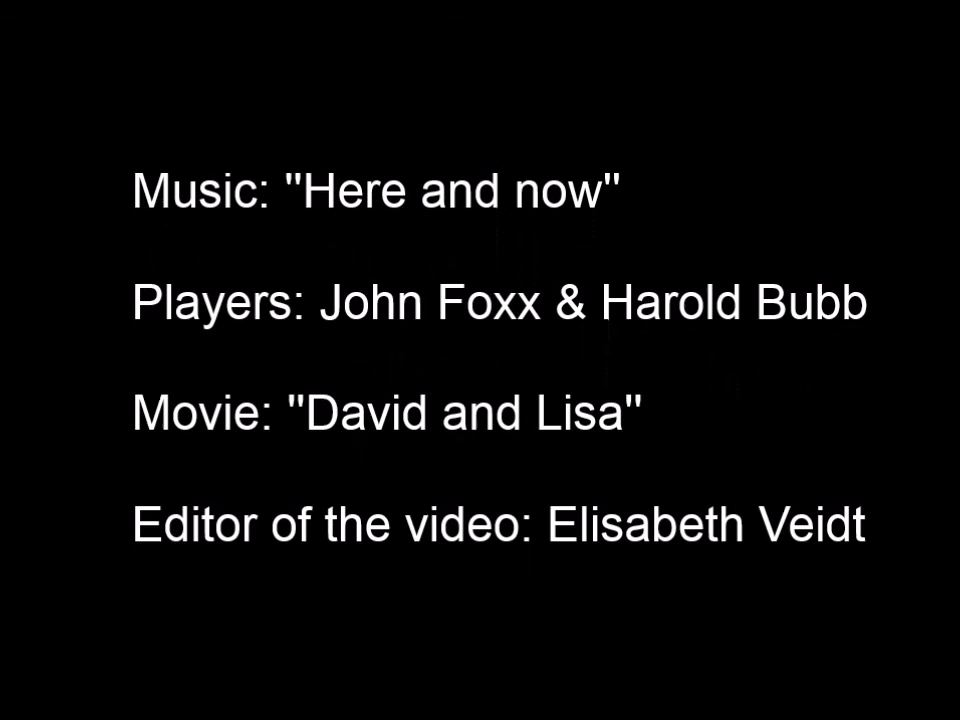 Music: "Here and now"
Players: John Foxx & Harold Bubb
Movie: "David and Lisa"
Editor of the video: Elisabeth Veidt